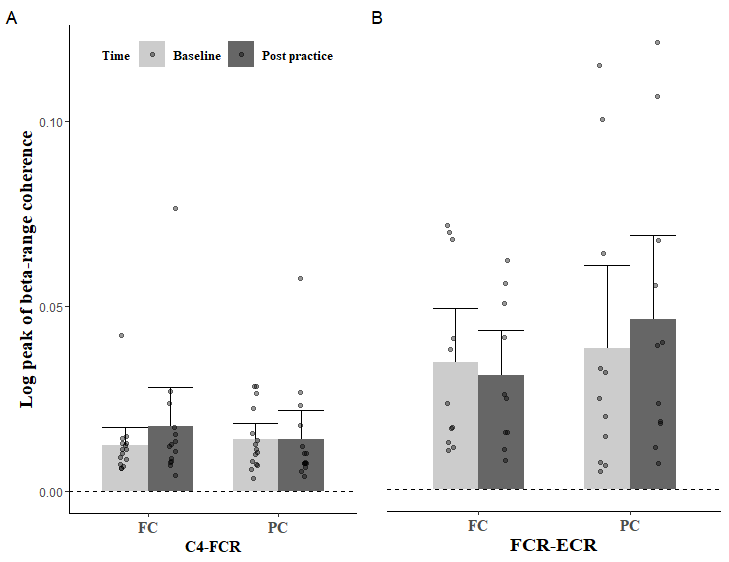 A
B
Time Baseline Post practice
Log peak of beta-range coherence
0.10
0.05
0.00
FC PC
C4-FCR
FC PC
FCR-ECR